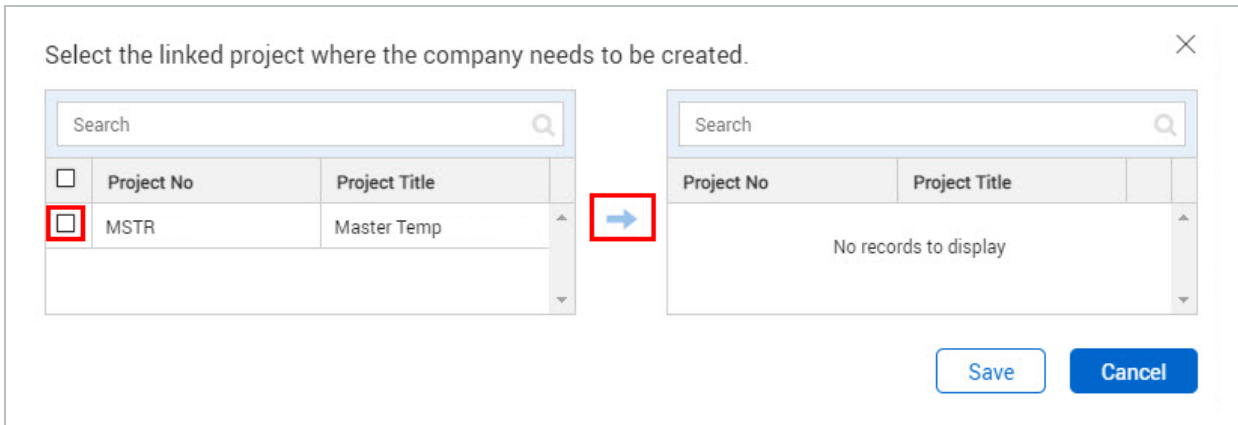 Select the linked project where the company needs to be created.
Search
Search
Project No Project Title
Project No Project Title
MSTR Master Temp
No records to display
Save Cancel